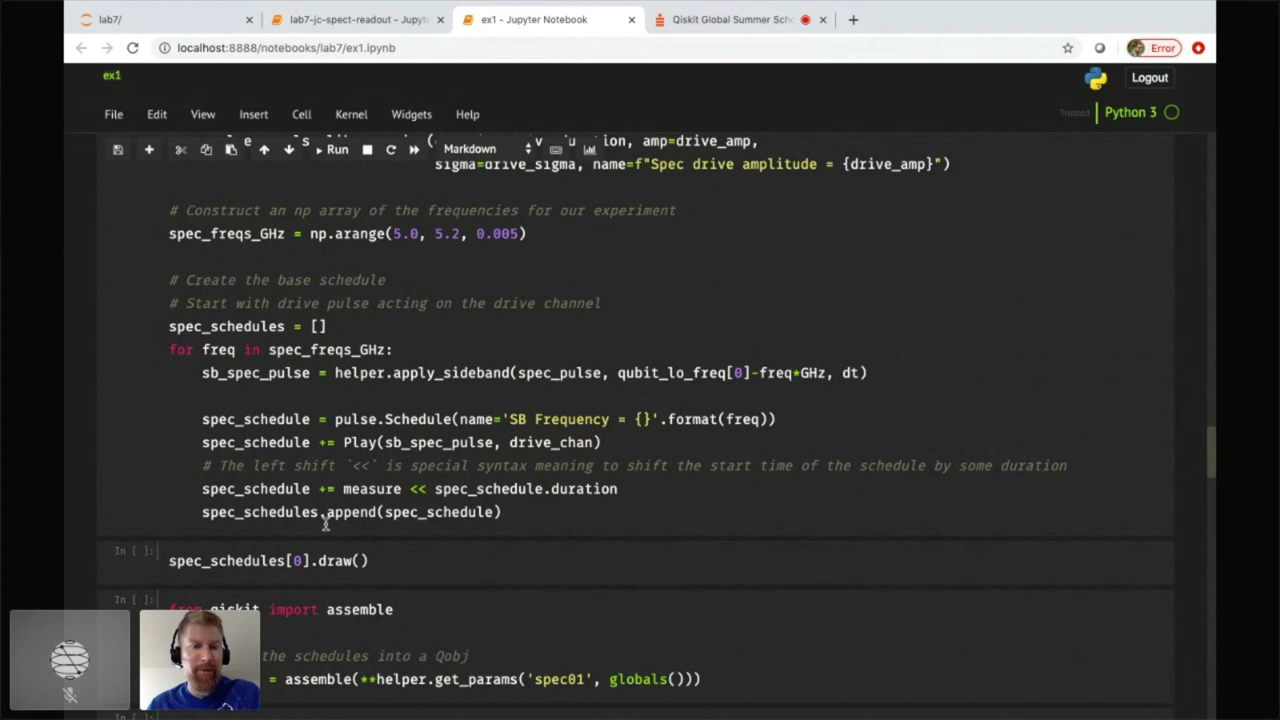 lab7/
lab7-jc-spect-readout - Jupyte
ex1 - Jupyter Notebook
Qiskit Global Summer Sch
localhost:8888/notebooks/lab7/ex1.ipynb
Error
ex1
Logout
File Edit View Insert Cell Kernel Widgets Help
Trusted
Python 3
Run
Markdown
amp=drive_amp,
sigma=drive_sigma, name=f"Spec drive amplitude = {drive_amp}")
# Construct an np array of the frequencies for our experiment
spec_freqs_GHz = np.arange(5.0, 5.2, 0.005)
# Create the base schedule
# Start with drive pulse acting on the drive channel
spec_schedules = []
for freq in spec_freqs_GHz:
sb_spec_pulse = helper.apply_sideband(spec_pulse, qubit_lo_freq[0]-freq*GHz, dt)
spec_schedule = pulse.Schedule(name='SB Frequency = {}'.format(freq))
spec_schedule += Play(sb_spec_pulse, drive_chan)
# The left shift `<<` is special syntax meaning to shift the start time of the schedule by some duration
spec_schedule += measure << spec_schedule.duration
spec_schedules.append(spec_schedule)
In [ ]:
spec_schedules[0].draw()
In [ ]:
from qiskit import assemble
the schedules into a Qobj
= assemble(**helper.get_params('spec01', globals()))
In [ ]: